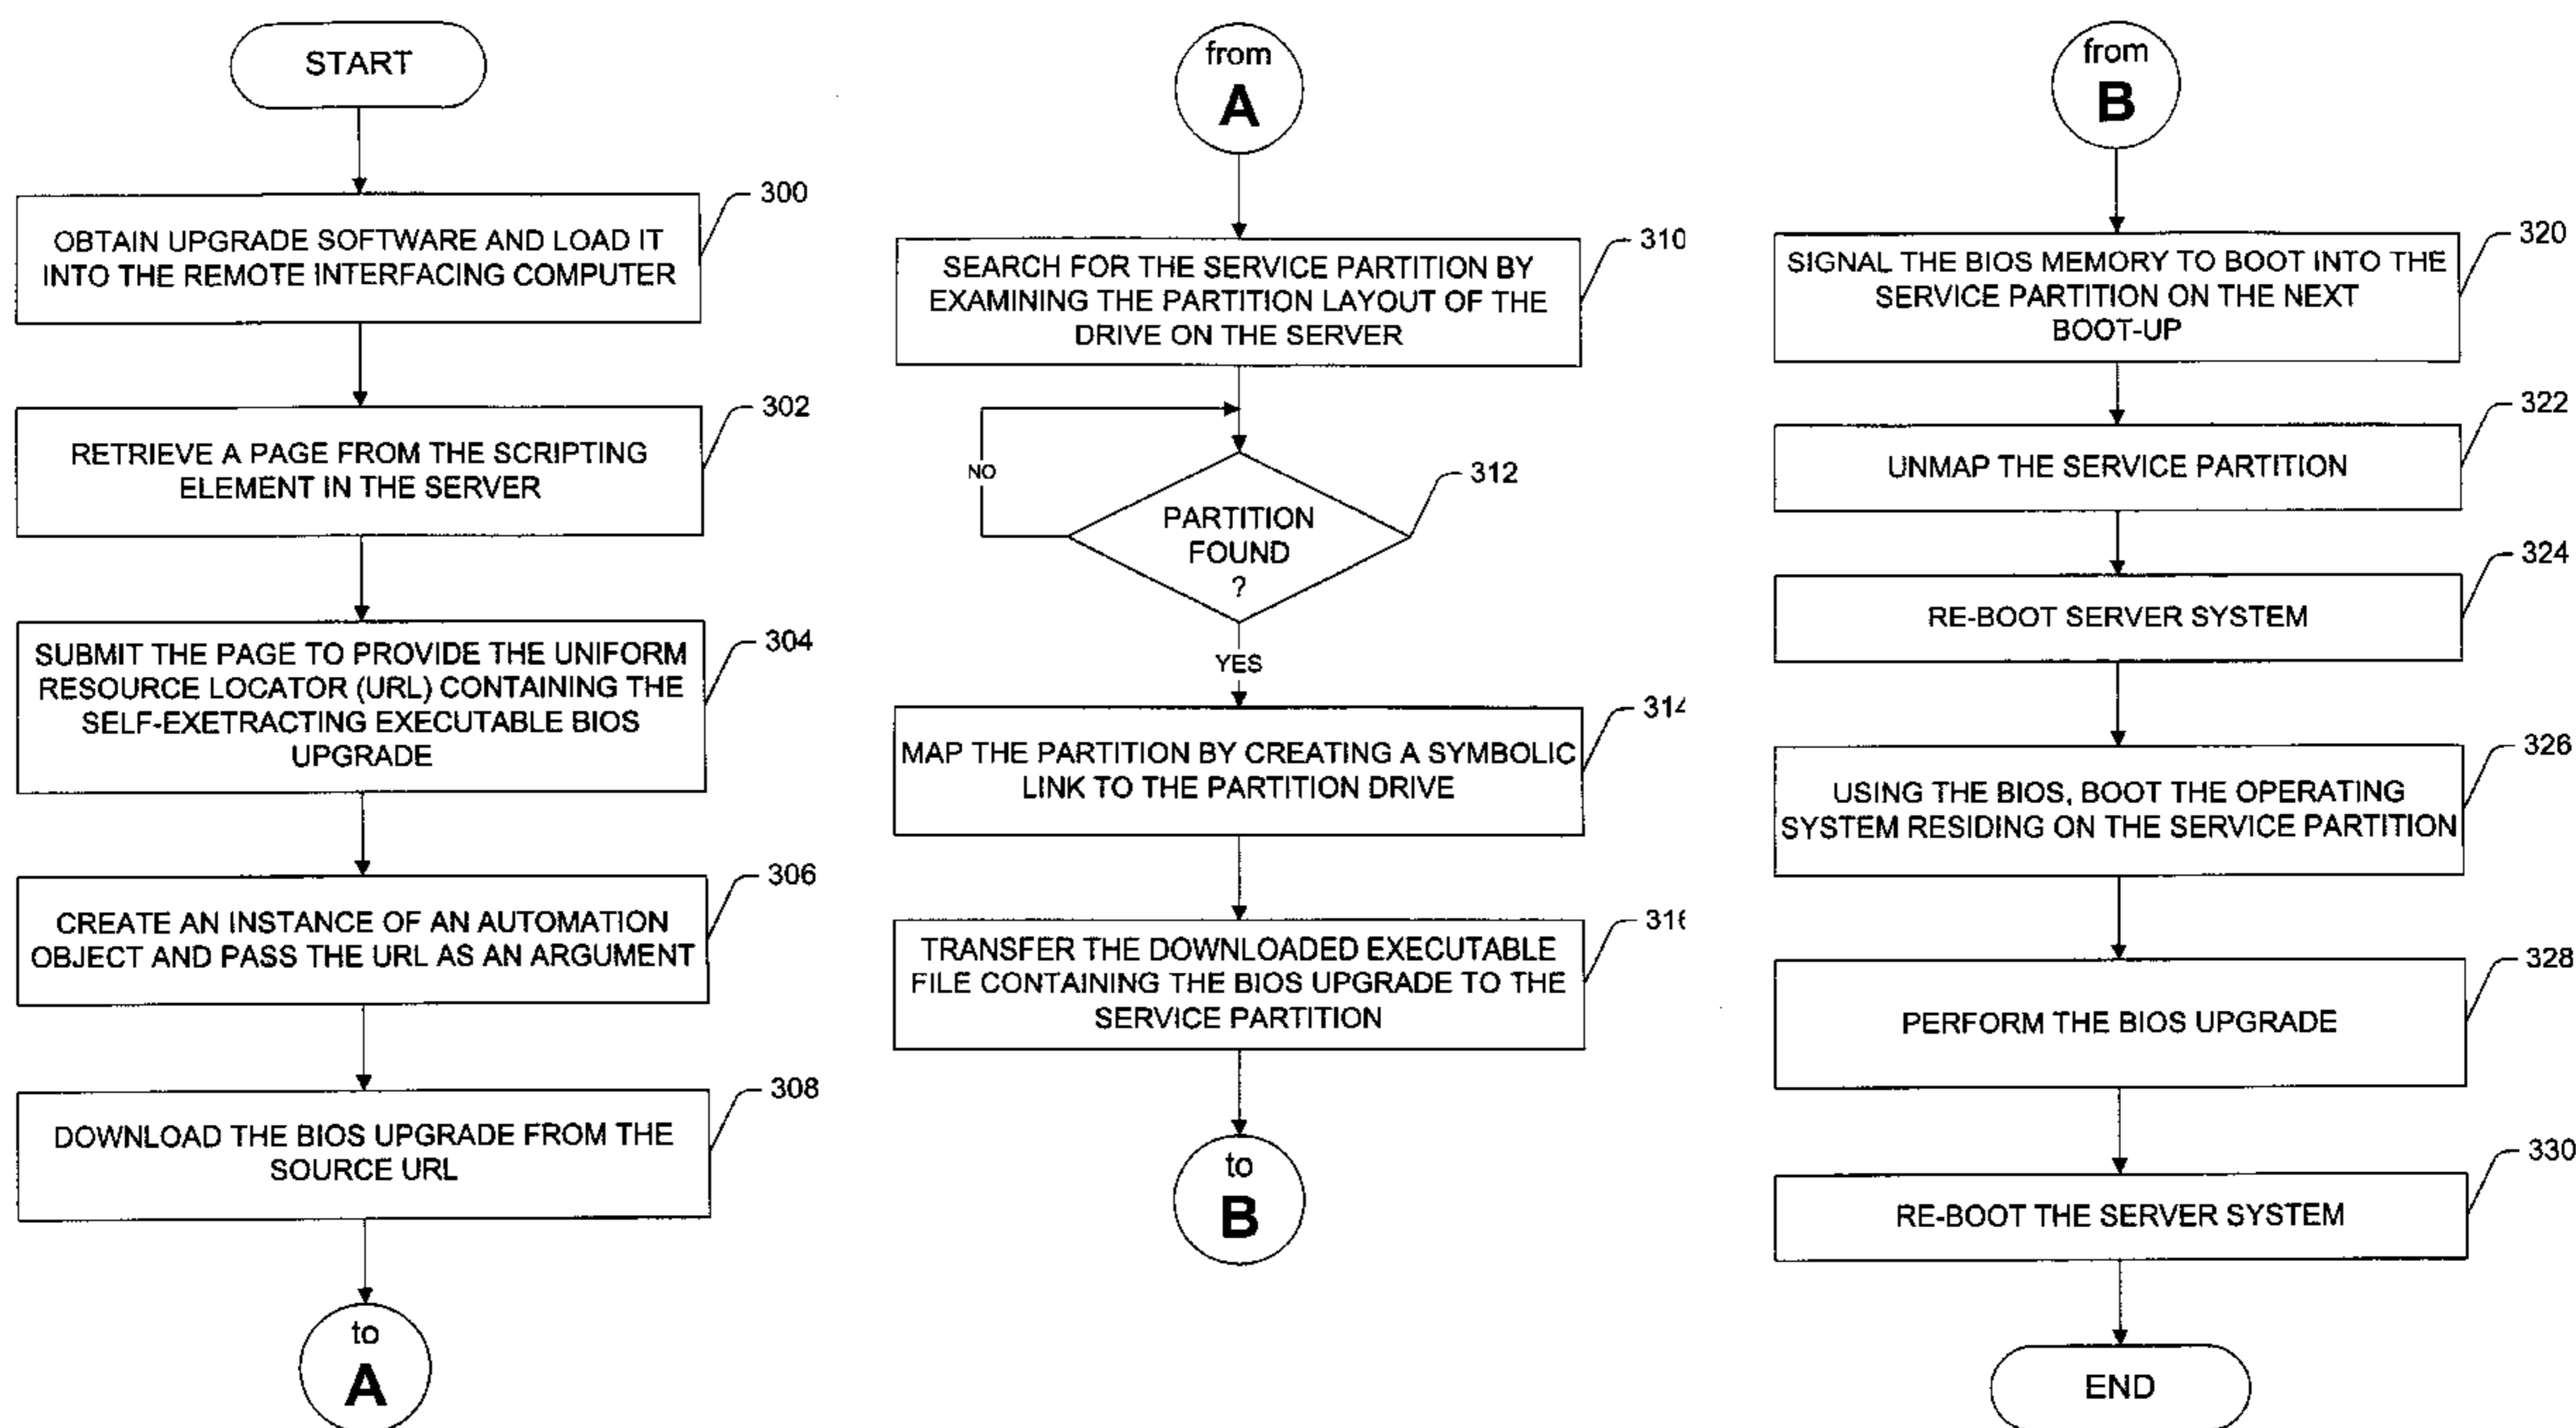 START
300
OBTAIN UPGRADE SOFTWARE AND LOAD IT
INTO THE REMOTE INTERFACING COMPUTER
302
RETRIEVE A PAGE FROM THE SCRIPTING
ELEMENT IN THE SERVER
304
SUBMIT THE PAGE TO PROVIDE THE UNIFORM
RESOURCE LOCATOR (URL) CONTAINING THE
SELF-EXETRACTING EXECUTABLE BIOS
UPGRADE
306
CREATE AN INSTANCE OF AN AUTOMATION
OBJECT AND PASS THE URL AS AN ARGUMENT
308
DOWNLOAD THE BIOS UPGRADE FROM THE
SOURCE URL
to
A
from
A
310
SEARCH FOR THE SERVICE PARTITION BY
EXAMINING THE PARTITION LAYOUT OF THE
DRIVE ON THE SERVER
NO
312
PARTITION
FOUND
?
YES
314
MAP THE PARTITION BY CREATING A SYMBOLIC
LINK TO THE PARTITION DRIVE
316
TRANSFER THE DOWNLOADED EXECUTABLE
FILE CONTAINING THE BIOS UPGRADE TO THE
SERVICE PARTITION
to
B
from
B
320
SIGNAL THE BIOS MEMORY TO BOOT INTO THE
SERVICE PARTITION ON THE NEXT
BOOT-UP
322
UNMAP THE SERVICE PARTITION
324
RE-BOOT SERVER SYSTEM
326
USING THE BIOS, BOOT THE OPERATING
SYSTEM RESIDING ON THE SERVICE PARTITION
328
PERFORM THE BIOS UPGRADE
330
RE-BOOT THE SERVER SYSTEM
END